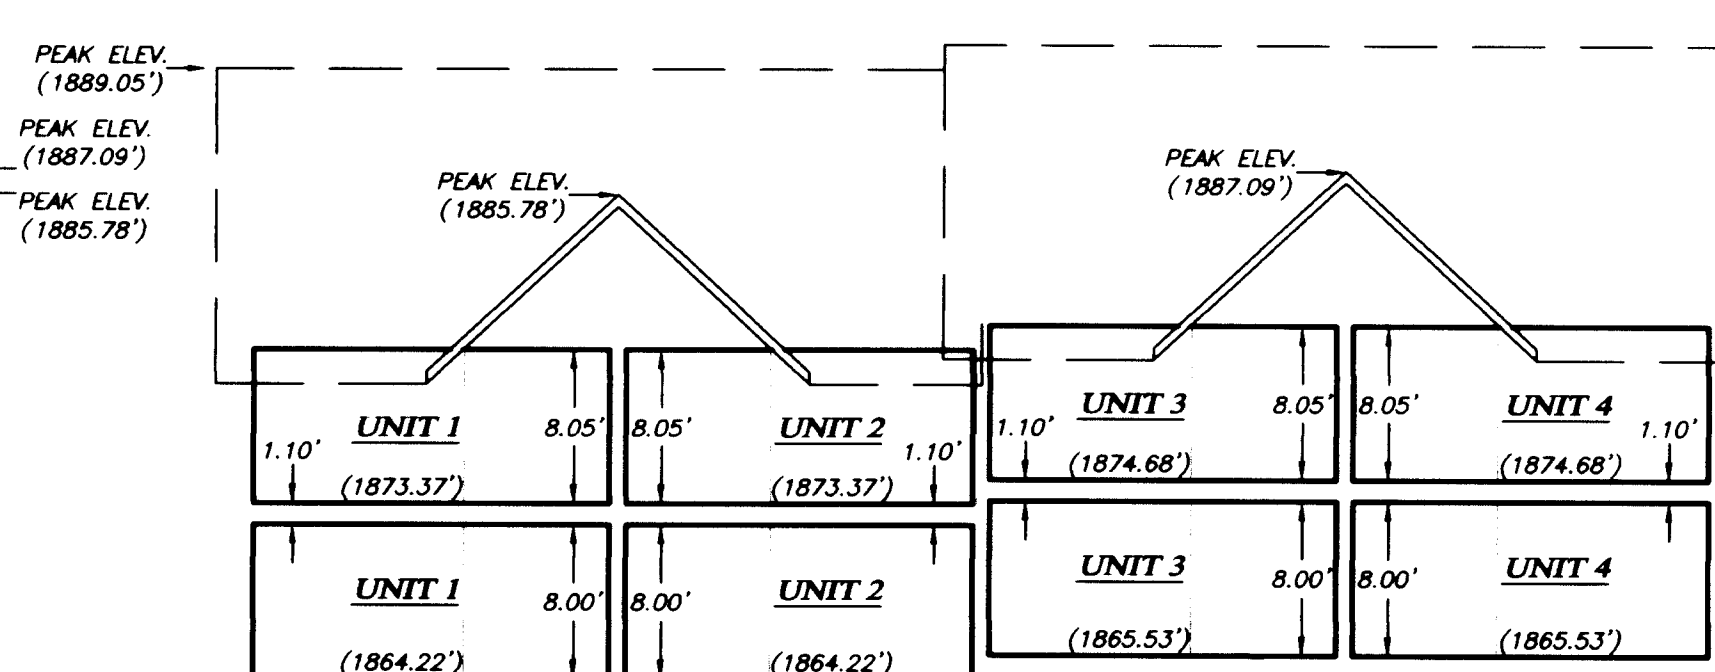 PEAK ELEV.
(1889.05')
PEAK ELEV.
(1887.09')
PEAK ELEV.
(1885.78')
PEAK ELEV.
(1885.78')
PEAK ELEV.
(1887.09')
UNIT 1
8.05'
1.10'
(1873.37')
8.05'
UNIT 2
1.10'
(1873.37')
1.10'
UNIT 3
8.05'
(1874.68')
8.05'
UNIT 4
1.10'
(1874.68')
UNIT 1
8.00'
(1864.22')
8.00'
UNIT 2
(1864.22')
UNIT 3
8.00'
(1865.53')
8.00'
UNIT 4
(1865.53')